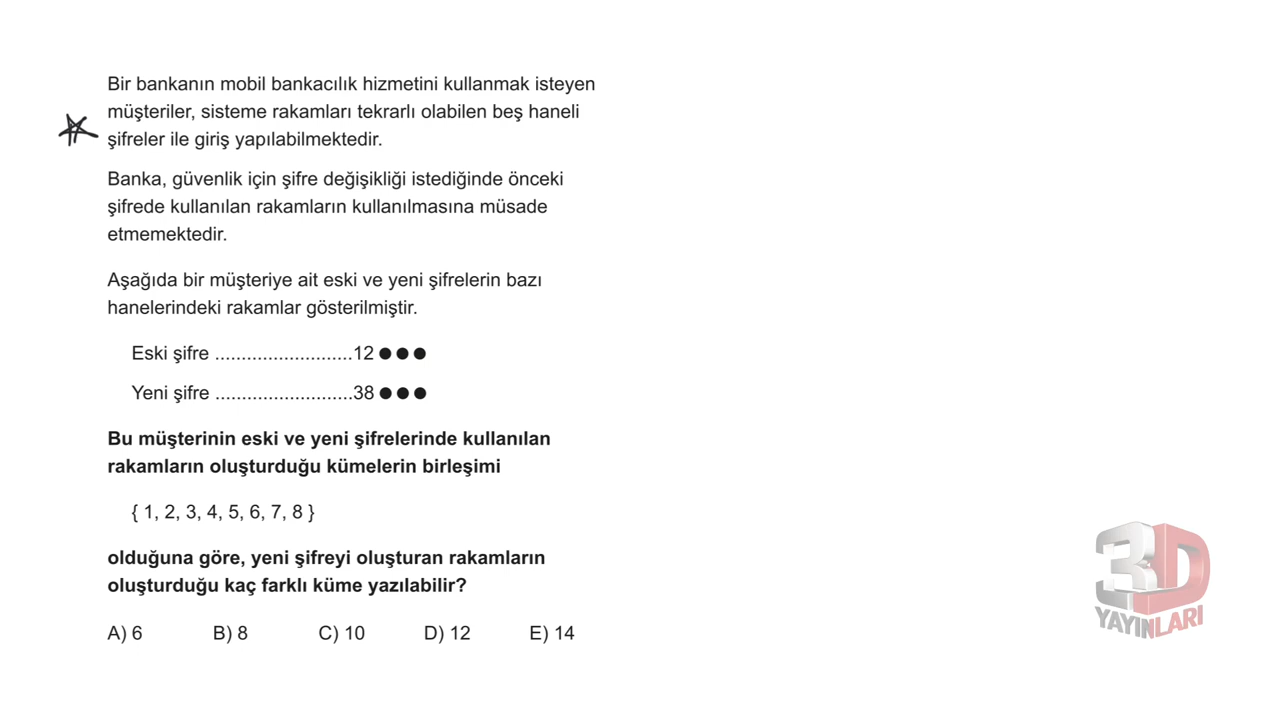 Bir bankanın mobil bankacılık hizmetini kullanmak isteyen
müşteriler, sisteme rakamları tekrarlı olabilen beş haneli
şifreler ile giriş yapılabilmektedir.
Banka, güvenlik için şifre değişikliği istediğinde önceki
şifrede kullanılan rakamların kullanılmasına müsade
etmemektedir.
Aşağıda bir müşteriye ait eski ve yeni şifrelerin bazı
hanelerindeki rakamlar gösterilmiştir.
Eski şifre ..........................12 ● ● ●
Yeni şifre ..........................38 ● ● ●
Bu müşterinin eski ve yeni şifrelerinde kullanılan
rakamların oluşturduğu kümelerin birleşimi
{ 1, 2, 3, 4, 5, 6, 7, 8 }
olduğuna göre, yeni şifreyi oluşturan rakamların
oluşturduğu kaç farklı küme yazılabilir?
A) 6 B) 8 C) 10 D) 12 E) 14
3D
YAYINLARI